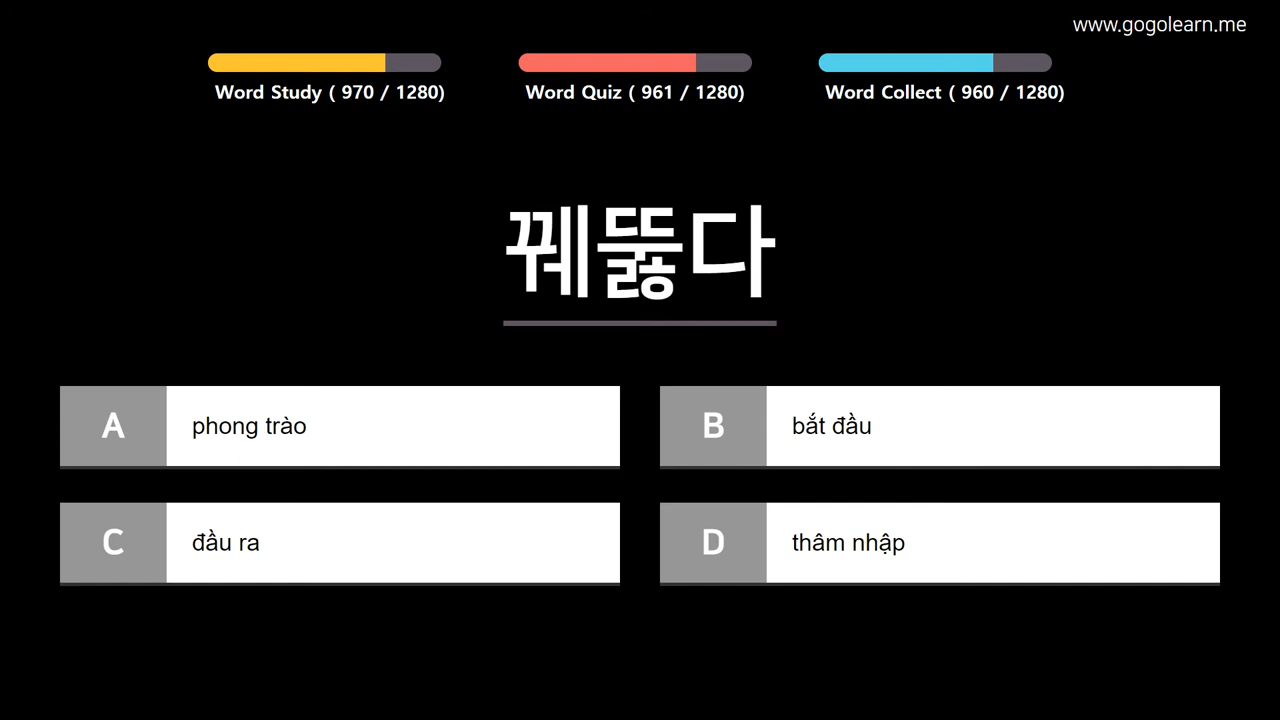 www.gogolearn.me
Word Study ( 970 / 1280)
Word Quiz ( 961 / 1280)
Word Collect ( 960 / 1280)
꿰뚫다
A phong trào
B bắt đầu
C đầu ra
D thâm nhập